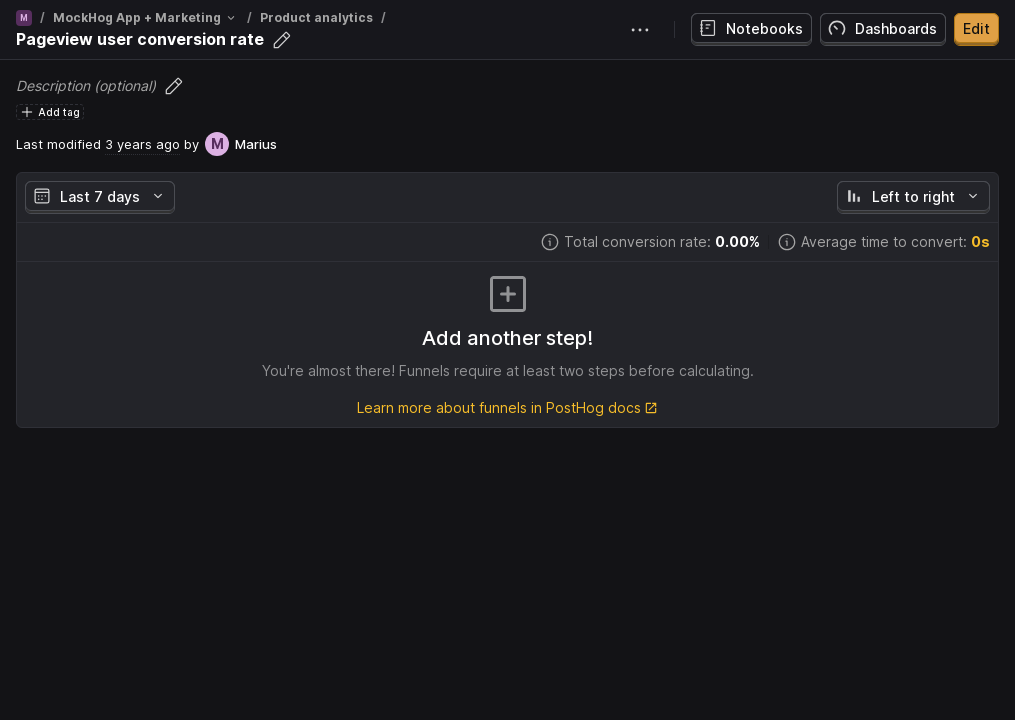 M / MockHog App + Marketing / Product analytics /
Pageview user conversion rate
Notebooks
Dashboards
Edit
Description (optional)
Add tag
Last modified 3 years ago by M Marius
Last 7 days
Left to right
Total conversion rate: 0.00%
Average time to convert: 0s
Add another step!
You're almost there! Funnels require at least two steps before calculating.
Learn more about funnels in PostHog docs